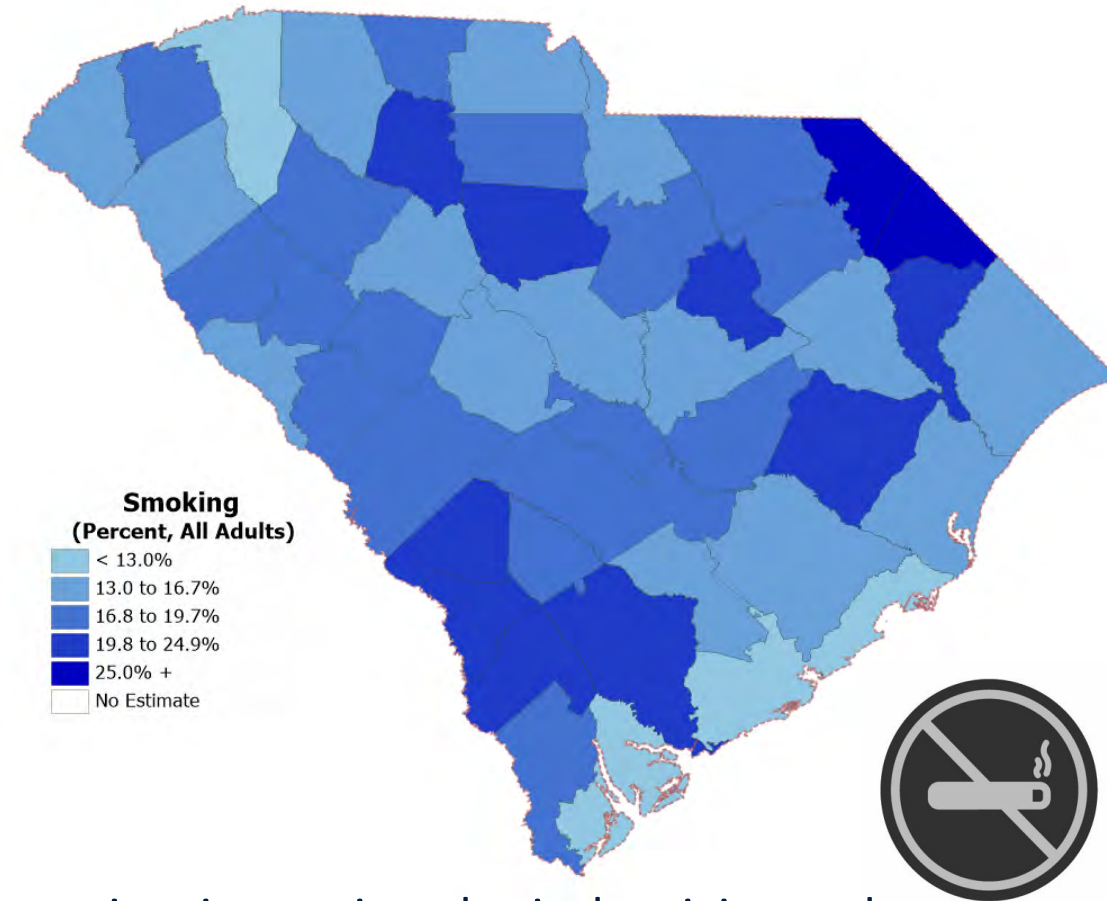 Smoking
(Percent, All Adults)
< 13.0%
13.0 to 16.7%
16.8 to 19.7%
19.8 to 24.9%
25.0% +
No Estimate